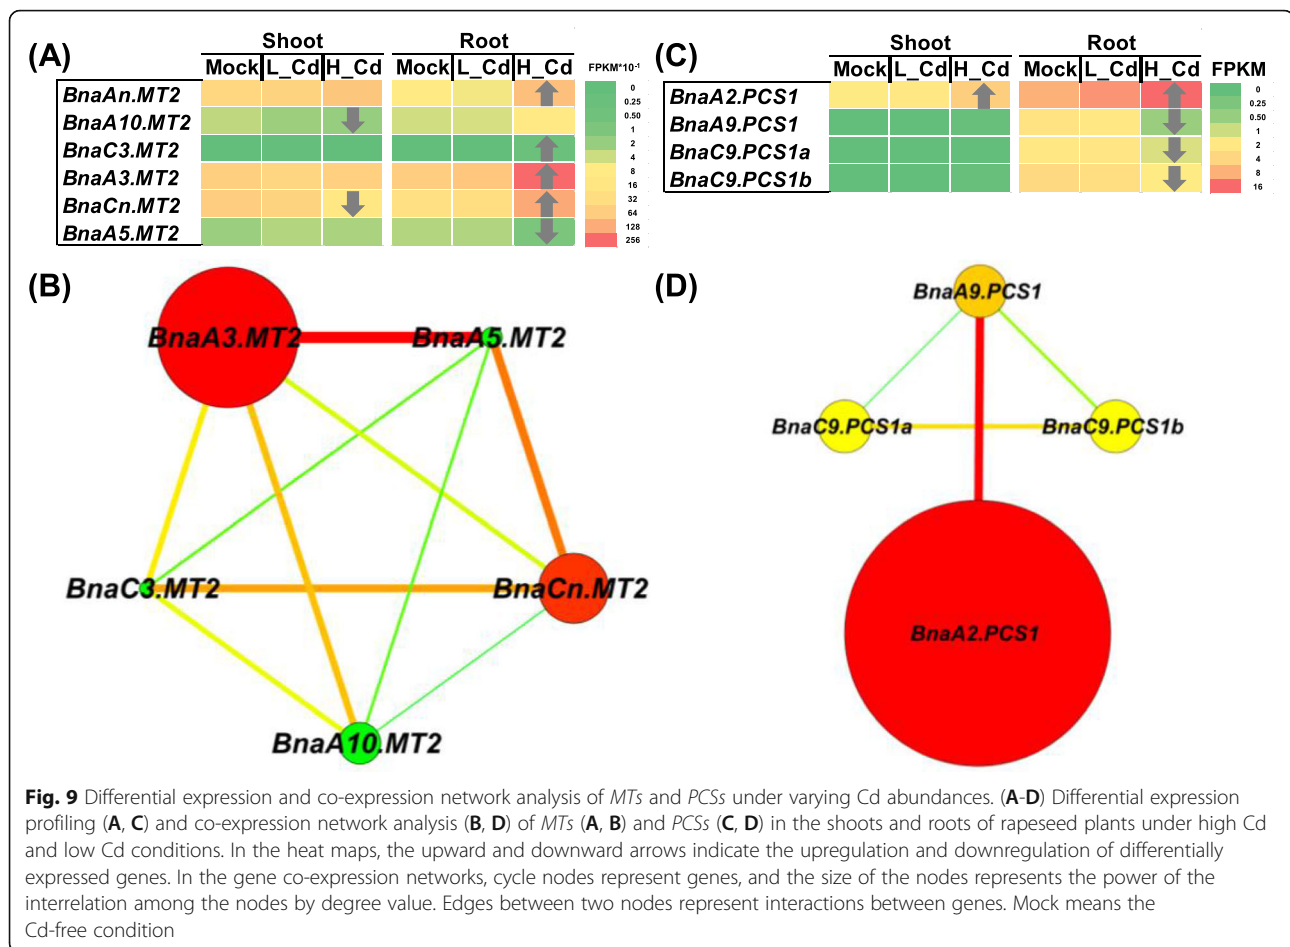 (A)
Shoot Root
Mock L_Cd H_Cd Mock L_Cd H_Cd
FPKM*10-1
BnaAn.MT2
BnaA10.MT2
BnaC3.MT2
BnaA3.MT2
BnaCn.MT2
BnaA5.MT2
0
0.25
0.50
1
2
4
8
16
32
64
128
256
(C)
Shoot Root
Mock L_Cd H_Cd Mock L_Cd H_Cd
FPKM
BnaA2.PCS1
BnaA9.PCS1
BnaC9.PCS1a
BnaC9.PCS1b
0
0.25
0.50
1
2
4
8
16
(B)
BnaA3.MT2
BnaA5.MT2
BnaC3.MT2
BnaCn.MT2
BnaA10.MT2
(D)
BnaA9.PCS1
BnaC9.PCS1a
BnaC9.PCS1b
BnaA2.PCS1
Fig. 9 Differential expression and co-expression network analysis of MTs and PCSs under varying Cd abundances. (A-D) Differential expression
profiling (A, C) and co-expression network analysis (B, D) of MTs (A, B) and PCSs (C, D) in the shoots and roots of rapeseed plants under high Cd
and low Cd conditions. In the heat maps, the upward and downward arrows indicate the upregulation and downregulation of differentially
expressed genes. In the gene co-expression networks, cycle nodes represent genes, and the size of the nodes represents the power of the
interrelation among the nodes by degree value. Edges between two nodes represent interactions between genes. Mock means the
Cd-free condition